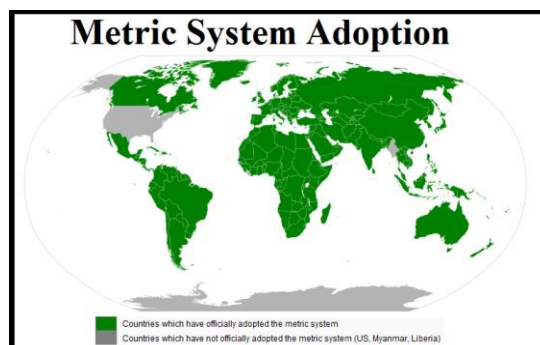 Metric System Adoption
Countries which have officially adopted the metric system
Countries which have not officially adopted the metric system (US, Myanmar, Liberia)